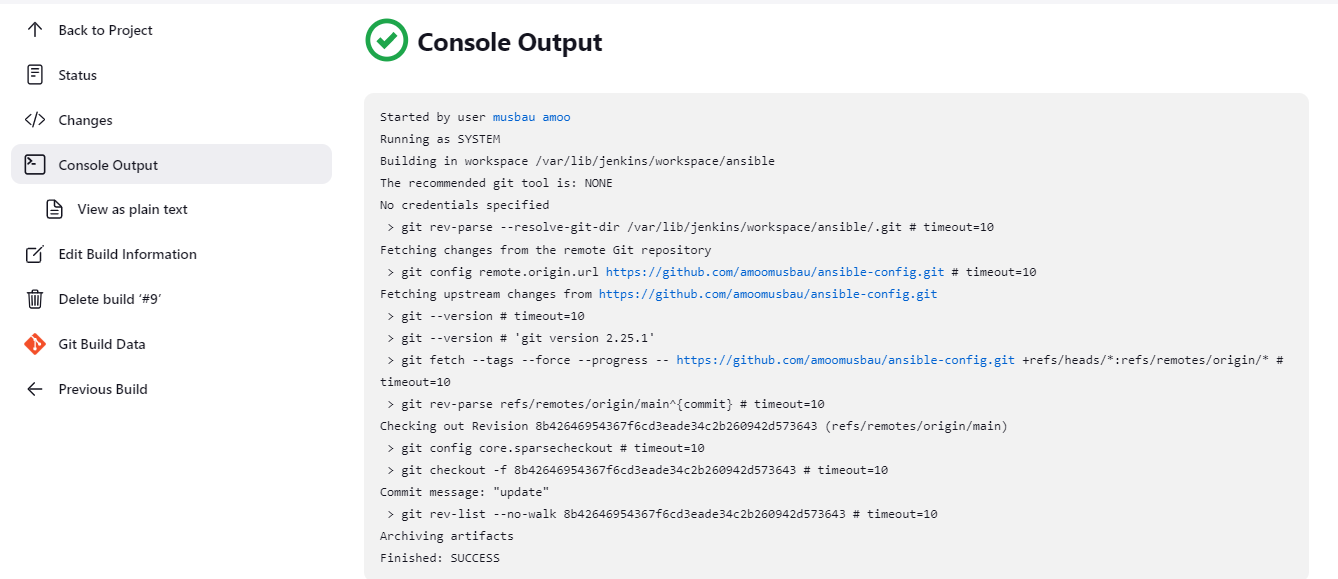 Back to Project
Status
Changes
Console Output
View as plain text
Edit Build Information
Delete build ‘#9’
Git Build Data
Previous Build
Console Output
Started by user musbau amoo
Running as SYSTEM
Building in workspace /var/lib/jenkins/workspace/ansible
The recommended git tool is: NONE
No credentials specified
> git rev-parse --resolve-git-dir /var/lib/jenkins/workspace/ansible/.git # timeout=10
Fetching changes from the remote Git repository
> git config remote.origin.url https://github.com/amoomusbau/ansible-config.git # timeout=10
Fetching upstream changes from https://github.com/amoomusbau/ansible-config.git
> git --version # timeout=10
> git --version # 'git version 2.25.1'
> git fetch --tags --force --progress -- https://github.com/amoomusbau/ansible-config.git +refs/heads/*:refs/remotes/origin/* #
timeout=10
> git rev-parse refs/remotes/origin/main^{commit} # timeout=10
Checking out Revision 8b42646954367f6cd3eade34c2b260942d573643 (refs/remotes/origin/main)
> git config core.sparsecheckout # timeout=10
> git checkout -f 8b42646954367f6cd3eade34c2b260942d573643 # timeout=10
Commit message: "update"
> git rev-list --no-walk 8b42646954367f6cd3eade34c2b260942d573643 # timeout=10
Archiving artifacts
Finished: SUCCESS